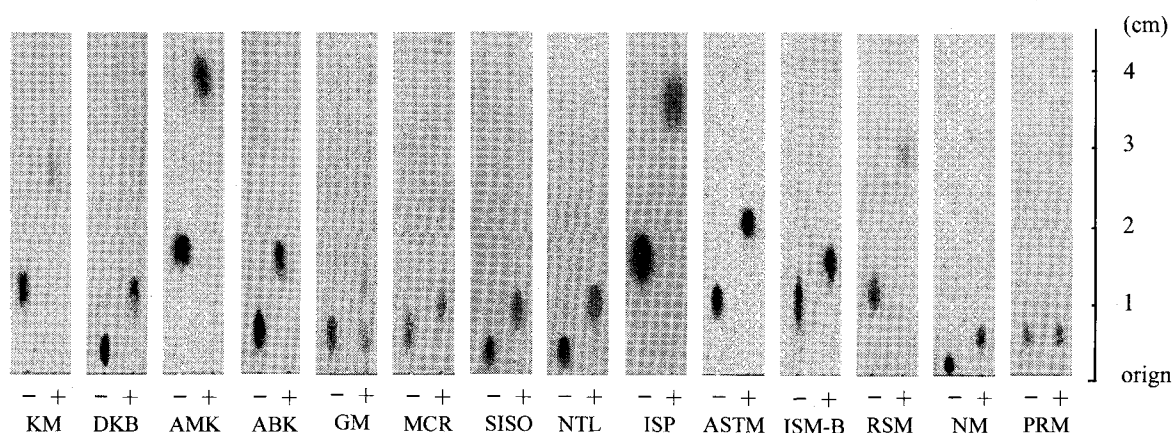 (cm)
4
3
2
1
orign
− + − + − + − + − + − + − + − + − + − + − + − + − + − +
KM DKB AMK ABK GM MCR SISO NTL ISP ASTM ISM-B RSM NM PRM